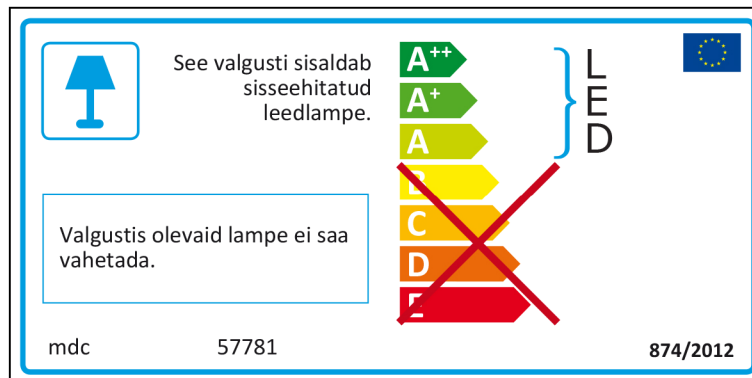 See valgusti sisaldab
sisseehitatud
leedlampe.
A++
A+
A
B
C
D
E
L
E
D
Valgustis olevaid lampe ei saa
vahetada.
mdc 57781 874/2012